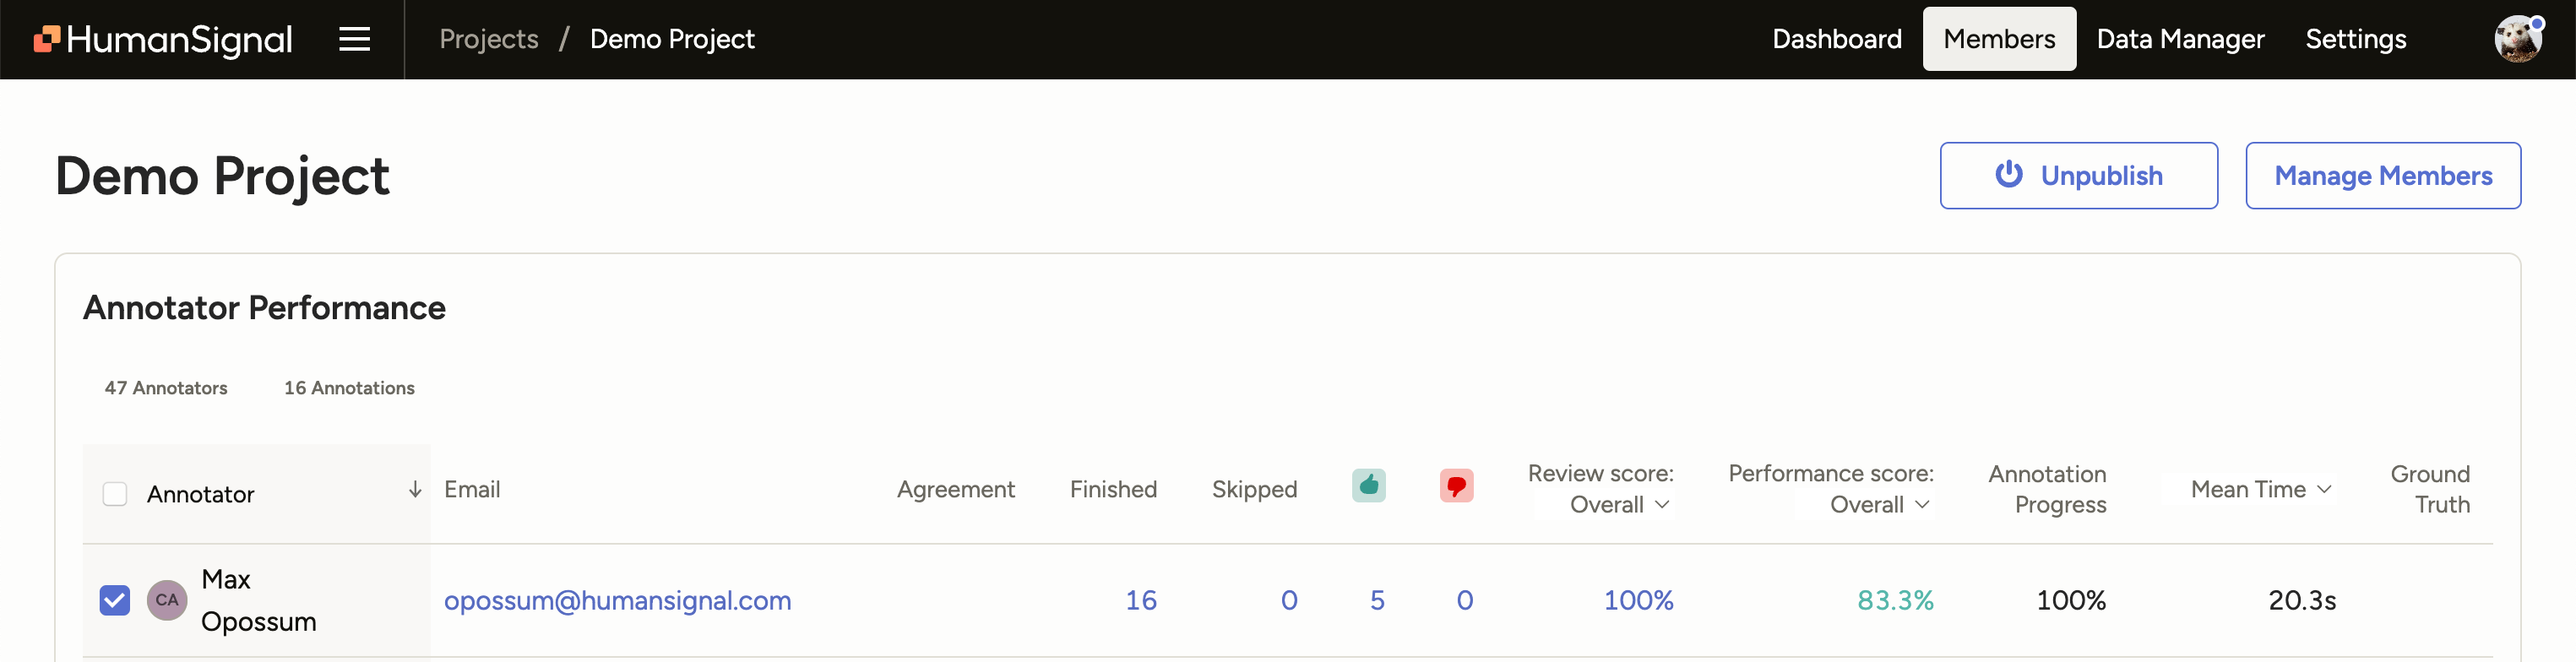 HumanSignal Projects / Demo Project Dashboard Members Data Manager Settings
Demo Project Unpublish Manage Members
Annotator Performance
47 Annotators 16 Annotations
Annotator Email Agreement Finished Skipped Review score: Overall Performance score: Overall Annotation Progress Mean Time Ground Truth
CA Max Opossum opossum@humansignal.com 16 0 5 0 100% 83.3% 100% 20.3s